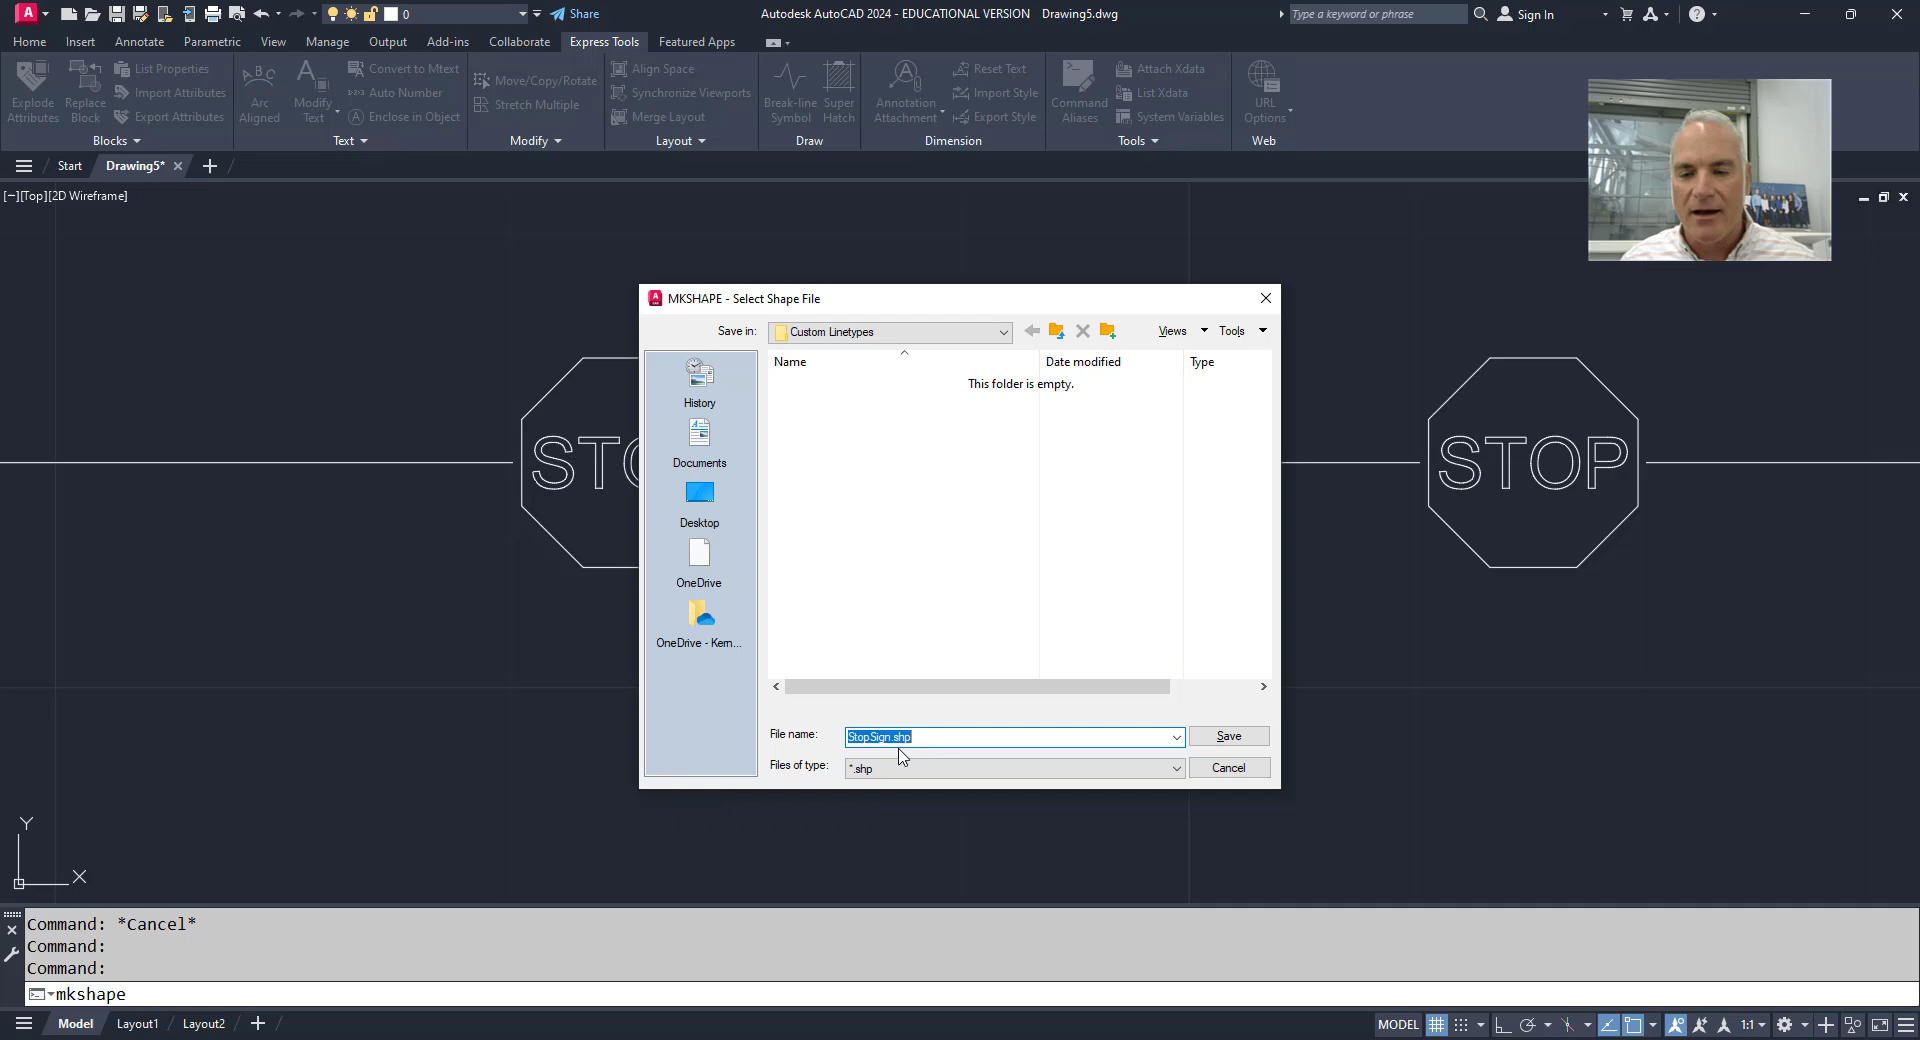 A 0 Share Autodesk AutoCAD 2024 - EDUCATIONAL VERSION Drawing5.dwg Type a keyword or phrase Sign In
Home Insert Annotate Parametric View Manage Output Add-ins Collaborate Express Tools Featured Apps
Explode Attributes
Replace Block
List Properties
Import Attributes
Export Attributes
Blocks
Arc Aligned
Modify Text
Convert to Mtext
Auto Number
Enclose in Object
Text
Move/Copy/Rotate
Stretch Multiple
Modify
Align Space
Synchronize Viewports
Merge Layout
Layout
Break-line Symbol
Super Hatch
Draw
Annotation Attachment
Reset Text
Import Style
Export Style
Dimension
Command Aliases
Attach Xdata
List Xdata
System Variables
Tools
URL Options
Web
Start Drawing5*
[−][Top][2D Wireframe]
MKSHAPE - Select Shape File
Save in: Custom Linetypes Views Tools
Name Date modified Type
This folder is empty.
History
Documents
Desktop
OneDrive
OneDrive - Kern...
STO
STOP
File name: StopSign.shp Save
Files of type: *.shp Cancel
Y
X
Command: *Cancel*
Command:
Command:
mkshape
Model Layout1 Layout2 MODEL 1:1